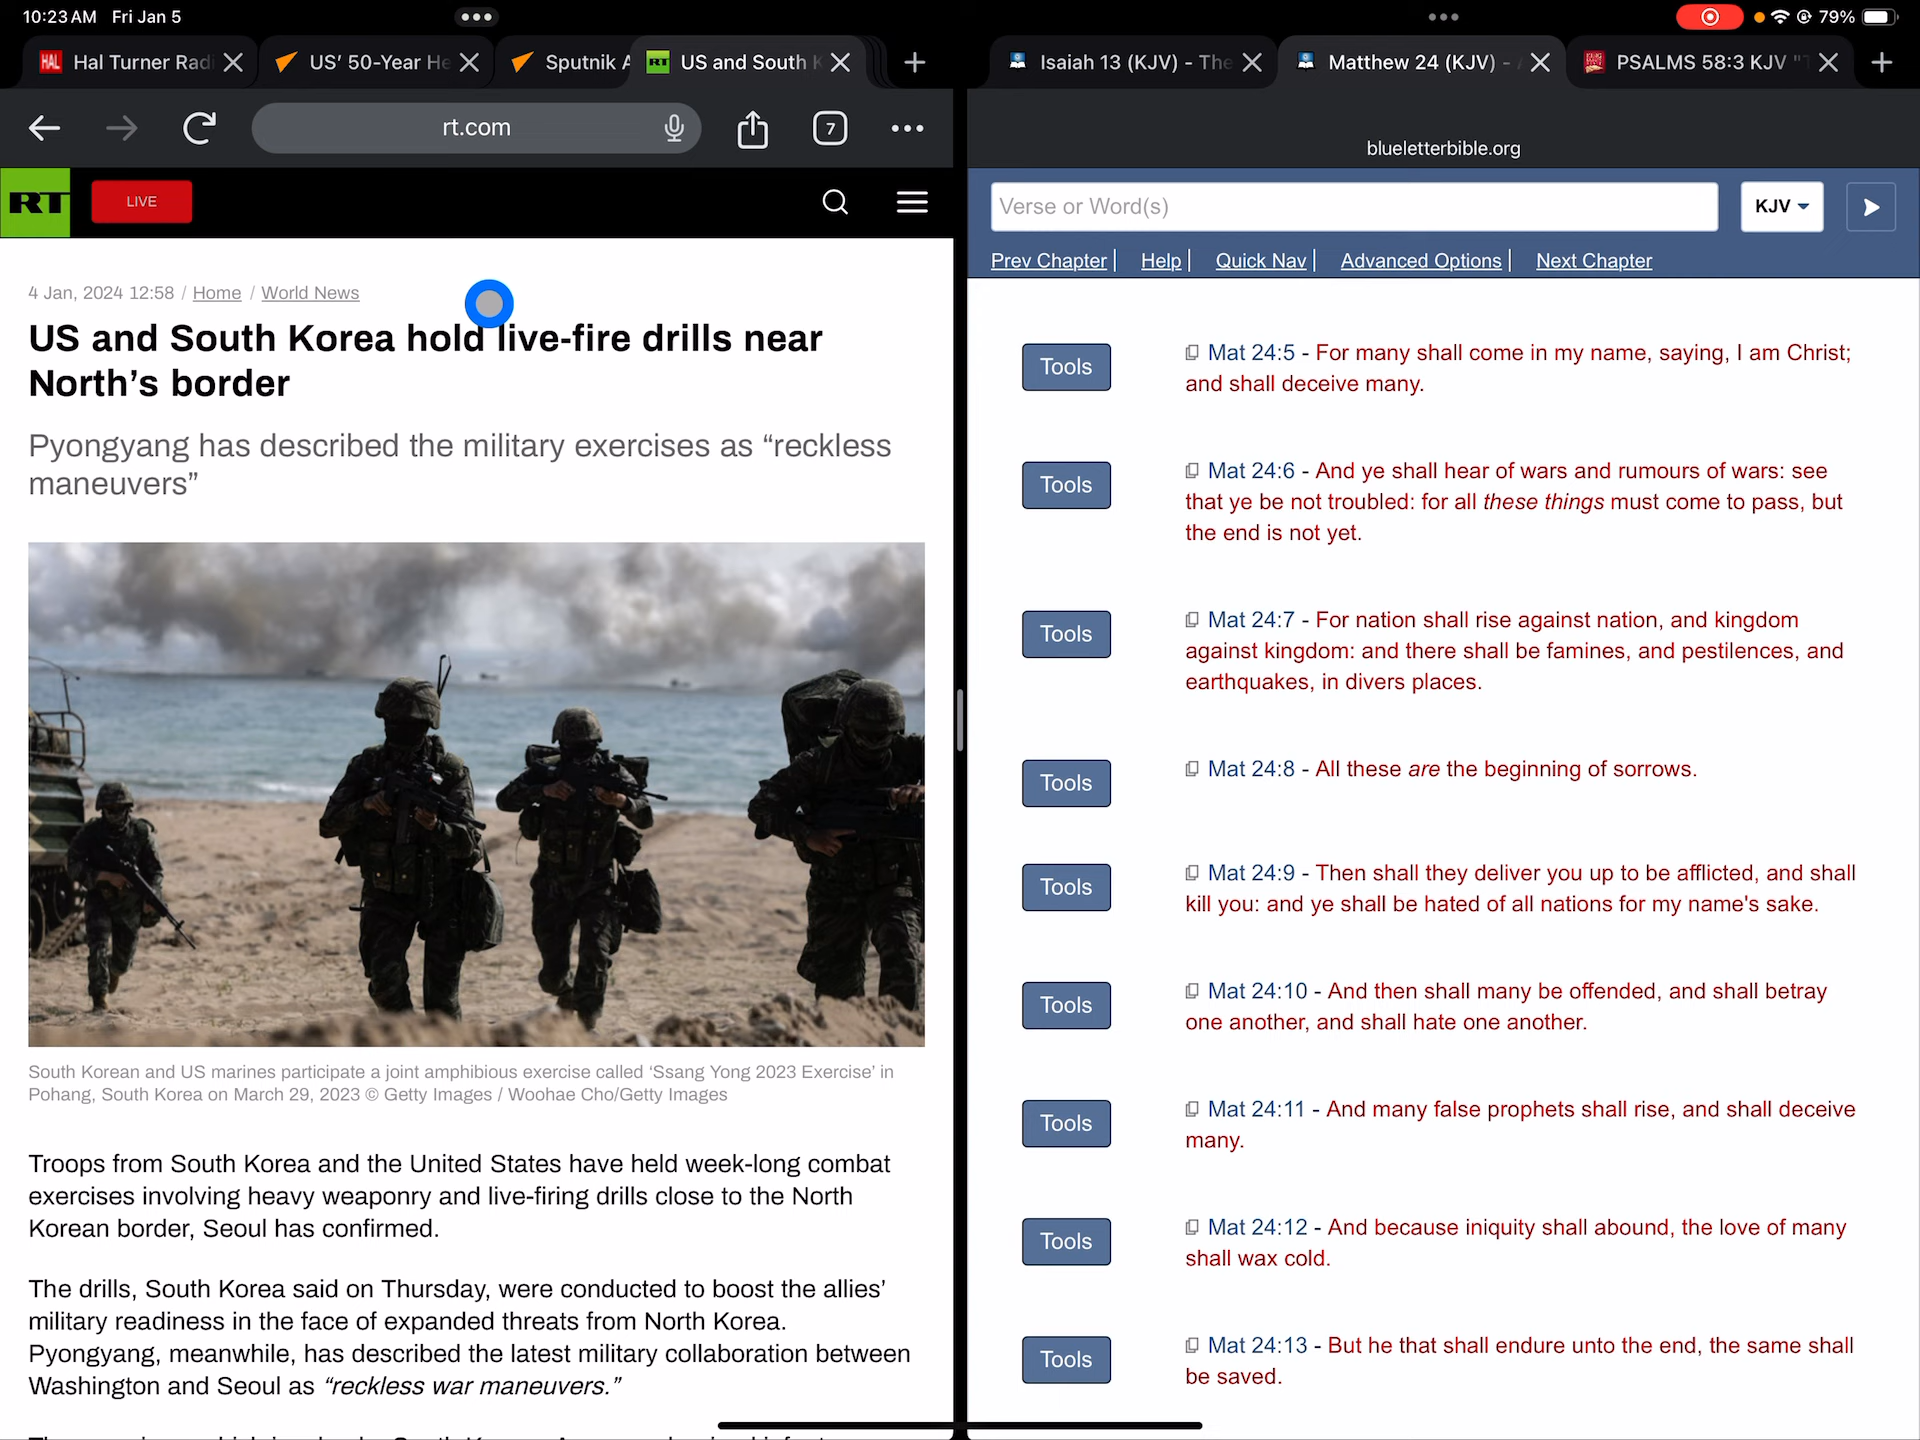 10:23 AM Fri Jan 5
79%
HAL Hal Turner Rad
US' 50-Year He
Sputnik A
RT US and South K
Isaiah 13 (KJV) - The
Matthew 24 (KJV) -
PSALMS 58:3 KJV "
rt.com
7
blueletterbible.org
RT
LIVE
4 Jan, 2024 12:58 / Home / World News
US and South Korea hold live-fire drills near
North’s border
Pyongyang has described the military exercises as “reckless
maneuvers”
South Korean and US marines participate a joint amphibious exercise called ‘Ssang Yong 2023 Exercise’ in
Pohang, South Korea on March 29, 2023 © Getty Images / Woohae Cho/Getty Images
Troops from South Korea and the United States have held week-long combat
exercises involving heavy weaponry and live-firing drills close to the North
Korean border, Seoul has confirmed.
The drills, South Korea said on Thursday, were conducted to boost the allies’
military readiness in the face of expanded threats from North Korea.
Pyongyang, meanwhile, has described the latest military collaboration between
Washington and Seoul as “reckless war maneuvers.”
Verse or Word(s)
KJV
Prev Chapter | Help | Quick Nav | Advanced Options | Next Chapter
Tools
Mat 24:5 - For many shall come in my name, saying, I am Christ;
and shall deceive many.
Tools
Mat 24:6 - And ye shall hear of wars and rumours of wars: see
that ye be not troubled: for all these things must come to pass, but
the end is not yet.
Tools
Mat 24:7 - For nation shall rise against nation, and kingdom
against kingdom: and there shall be famines, and pestilences, and
earthquakes, in divers places.
Tools
Mat 24:8 - All these are the beginning of sorrows.
Tools
Mat 24:9 - Then shall they deliver you up to be afflicted, and shall
kill you: and ye shall be hated of all nations for my name's sake.
Tools
Mat 24:10 - And then shall many be offended, and shall betray
one another, and shall hate one another.
Tools
Mat 24:11 - And many false prophets shall rise, and shall deceive
many.
Tools
Mat 24:12 - And because iniquity shall abound, the love of many
shall wax cold.
Tools
Mat 24:13 - But he that shall endure unto the end, the same shall
be saved.